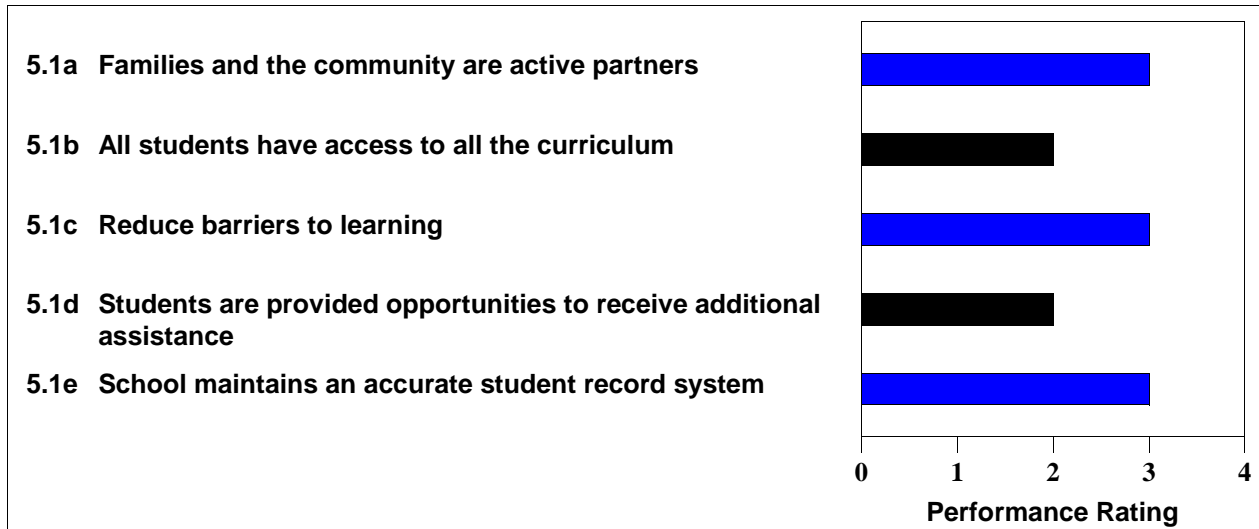 5.1a Families and the community are active partners
5.1b All students have access to all the curriculum
5.1c Reduce barriers to learning
5.1d Students are provided opportunities to receive additional
assistance
5.1e School maintains an accurate student record system
0 1 2 3 4
Performance Rating